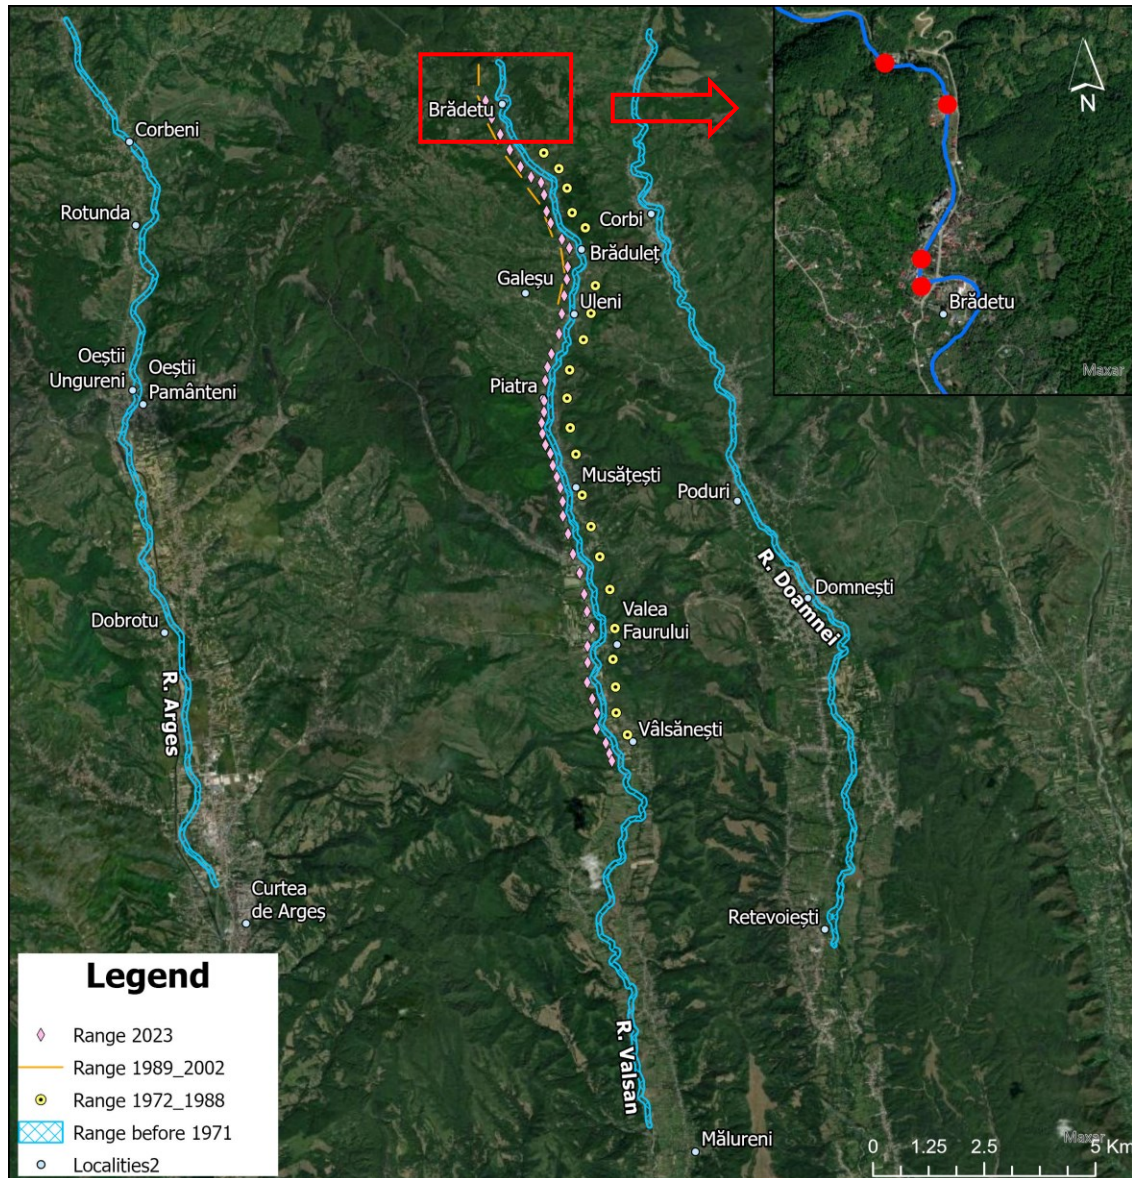 Corbeni
Rotunda
Oeștii
Ungureni
Oeștii
Pamânteni
Dobrotu
R. Arges
Curtea
de Argeș
Brădetu
Brăduleț
Galeșu
Uleni
Piatra
Musătești
Valea
Faurului
Vâlsănești
R. Valsan
Mălureni
Corbi
Poduri
Domnești
R. Doamnei
Retevoiești
N
Brădetu
Maxar
Legend
Range 2023
Range 1989_2002
Range 1972_1988
Range before 1971
Localities2
Maxar
0 1.25 2.5 5 Km